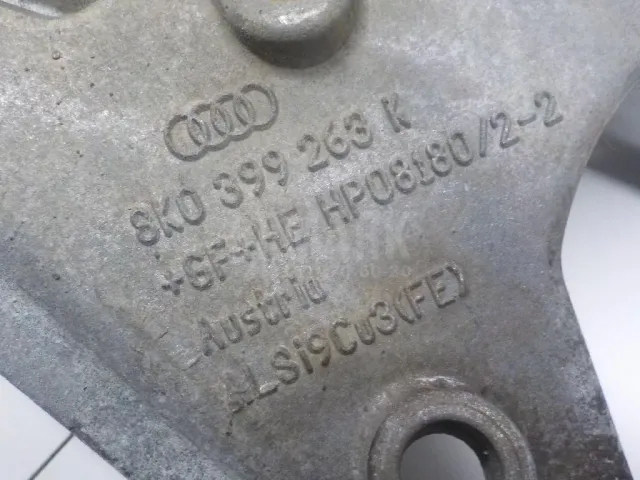 8K0 399 263 K
+GF+HE HP08180/2-2
Austria
ALSi9Cu3(FE)